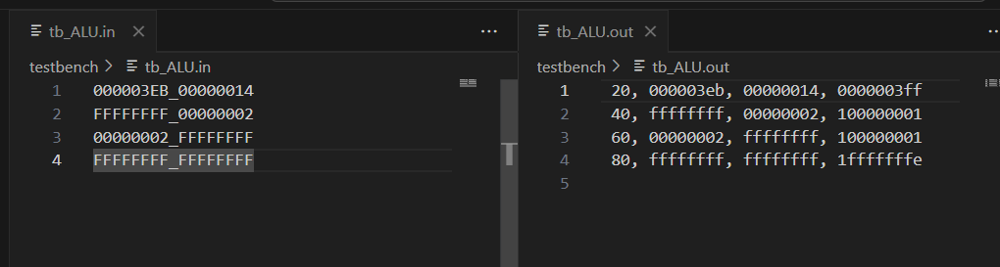 tb_ALU.in
testbench > tb_ALU.in
1 000003EB_00000014
2 FFFFFFFF_00000002
3 00000002_FFFFFFFF
4 FFFFFFFF_FFFFFFFF
tb_ALU.out
testbench > tb_ALU.out
1 20, 000003eb, 00000014, 0000003ff
2 40, ffffffff, 00000002, 100000001
3 60, 00000002, ffffffff, 100000001
4 80, ffffffff, ffffffff, 1fffffffe
5